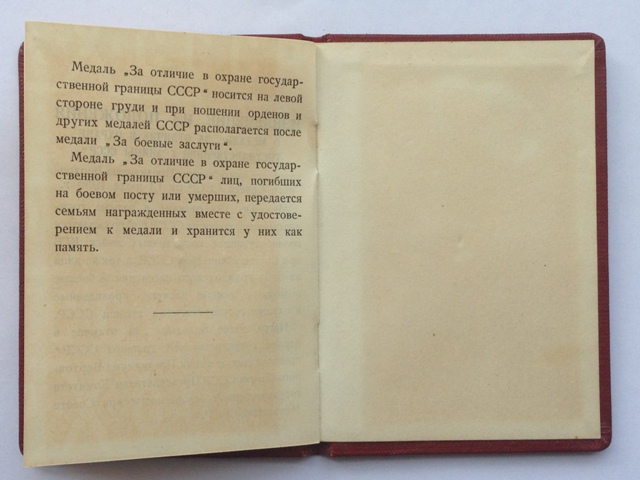 Медаль „За отличие в охране государ-
ственной границы СССР“ носится на левой
стороне груди и при ношении орденов и
других медалей СССР располагается после
медали „За боевые заслуги“.
Медаль „За отличие в охране государ-
ственной границы СССР“ лиц, погибших
на боевом посту или умерших, передается
семьям награжденных вместе с удостове-
рением к медали и хранится у них как
память.